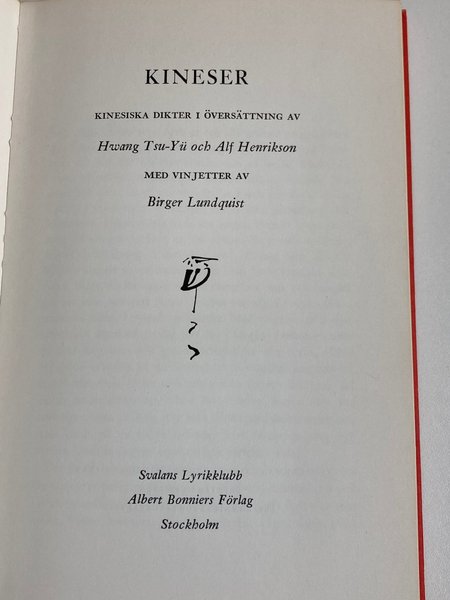 KINESER
KINESISKA DIKTER I ÖVERSÄTTNING AV
Hwang Tsu-Yü och Alf Henrikson
MED VINJETTER AV
Birger Lundquist
Svalans Lyrikklubb
Albert Bonniers Förlag
Stockholm